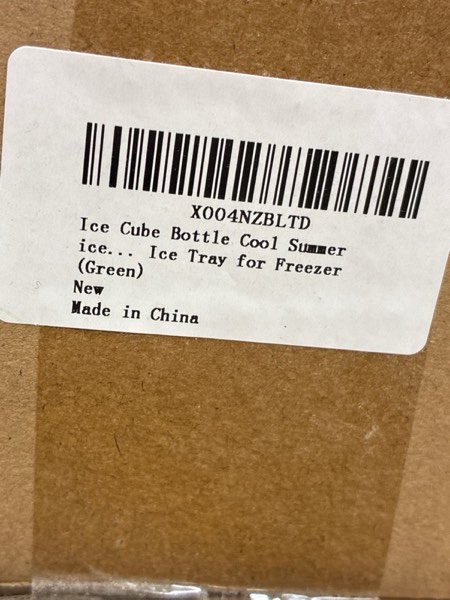 X004NZBLTD
Ice Cube Bottle Cool Summer
ice... Ice Tray for Freezer
(Green)
New
Made in China